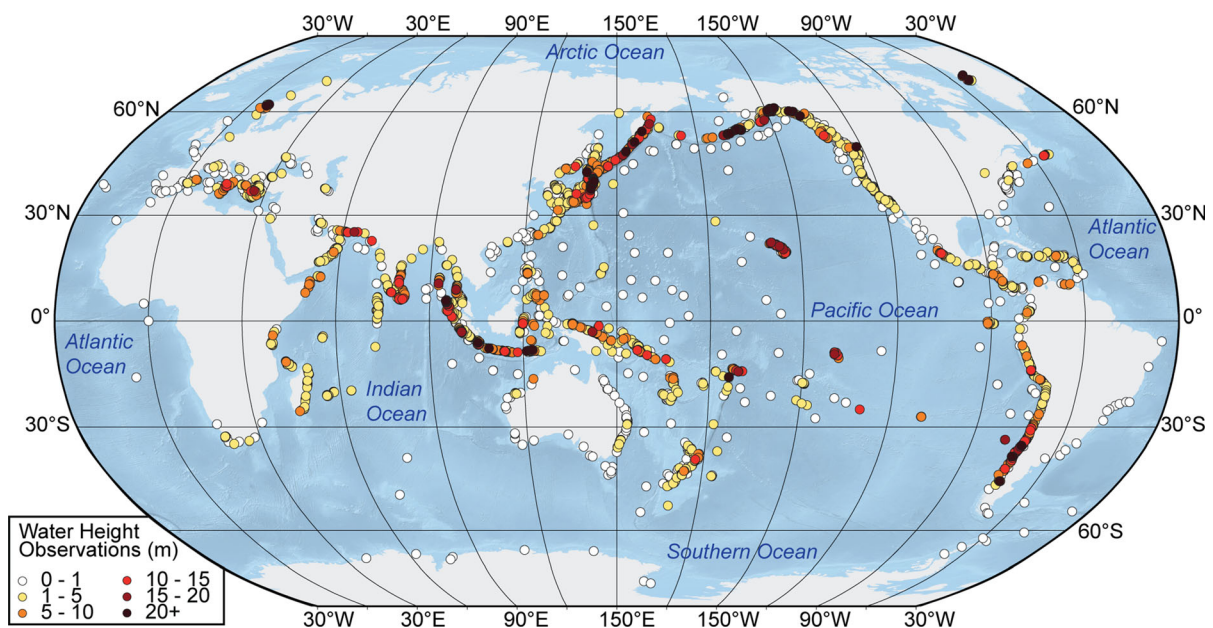 30°W 30°E 90°E 150°E 150°W 90°W 30°W
Arctic Ocean
60°N 60°N
30°N 30°N
Atlantic
Ocean
Pacific Ocean
0° 0°
Atlantic
Ocean
Indian
Ocean
30°S 30°S
Water Height
Observations (m)
0 - 1 10 - 15
1 - 5 15 - 20
5 - 10 20+
60°S
Southern Ocean
30°W 30°E 90°E 150°E 150°W 90°W 30°W